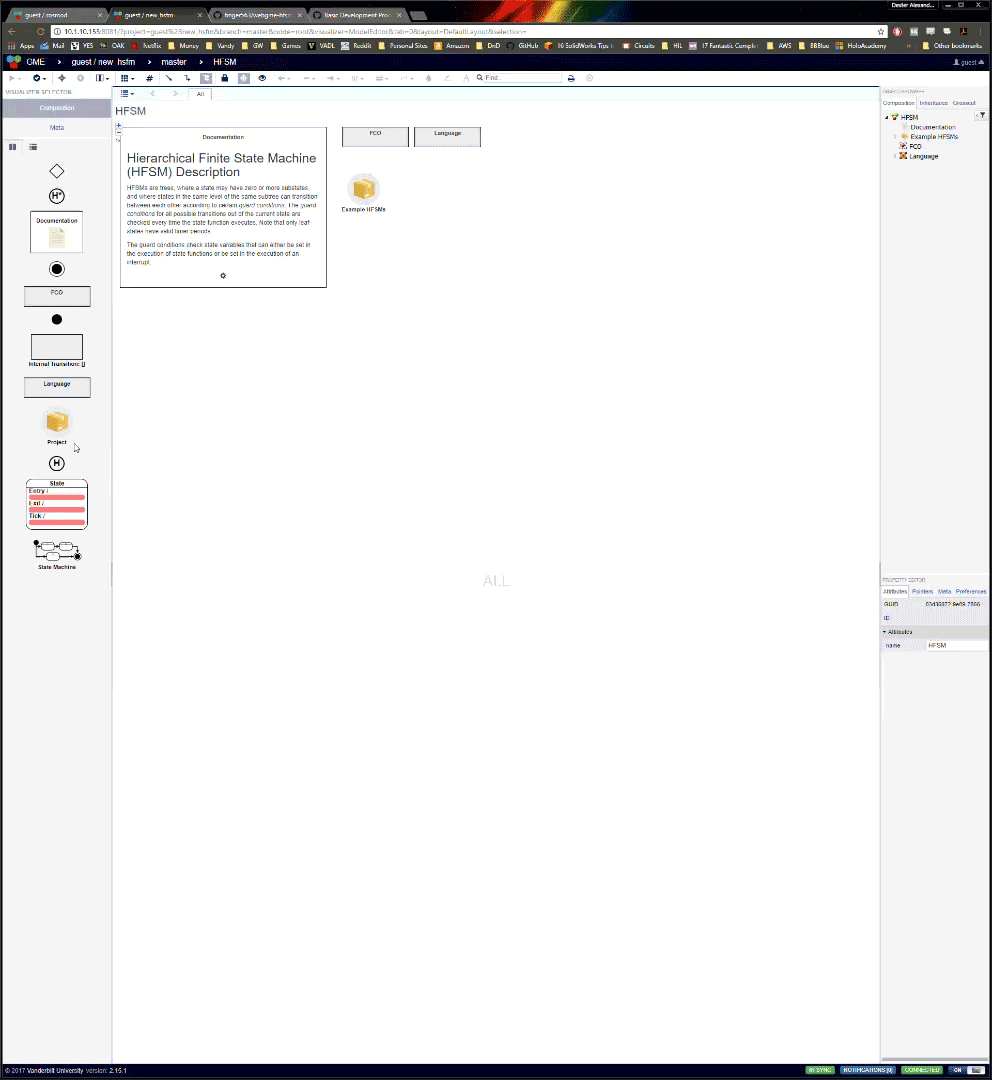 Dexter Alexand...
guest / rosmod
guest / new_hsfm
finger563/webgme-hfsm
Basic Development Proc
10.1.10.153:8081/?project=guest%2Bnew_hsfm&branch=master&node=root&visualizer=ModelEditor&tab=0&layout=DefaultLayout&selection=
Apps Mail YES OAK Netflix Money Vandy Games VADL Reddit Personal Sites Amazon DnD GitHub 16 SolidWorks Tips Circuits HIL 17 Fantastic Complex AWS BBBlue HoloAcademy » Other bookmarks
GME guest / new_hsfm master HFSM guest
Find...
VISUALIZER SELECTOR
Composition
Meta
H*
Documentation
FCO
Internal Transition: []
Language
Project
H
State
Entry /
Exit /
Tick /
State Machine
All
HFSM
Documentation
Hierarchical Finite State Machine
(HFSM) Description
HFSMs are trees, where a state may have zero or more substates,
and where states in the same level of the same subtree can transition
between each other according to certain guard conditions. The guard
conditions for all possible transitions out of the current state are
checked every time the state function executes. Note that only leaf
states have valid timer periods
The guard conditions check state variables that can either be set in
the execution of state functions or be set in the execution of an
interrupt.
FCO
Language
Example HFSMs
ALL
OBJECT BROWSER
Composition Inheritance Crosscut
HFSM
Documentation
Example HFSMs
FCO
Language
PROPERTY EDITOR
Attributes Pointers Meta Preferences
GUID
ID
Attributes
name HFSM
© 2017 Vanderbilt University version: 2.15.1
IN SYNC NOTIFICATIONS [0] CONNECTED ON